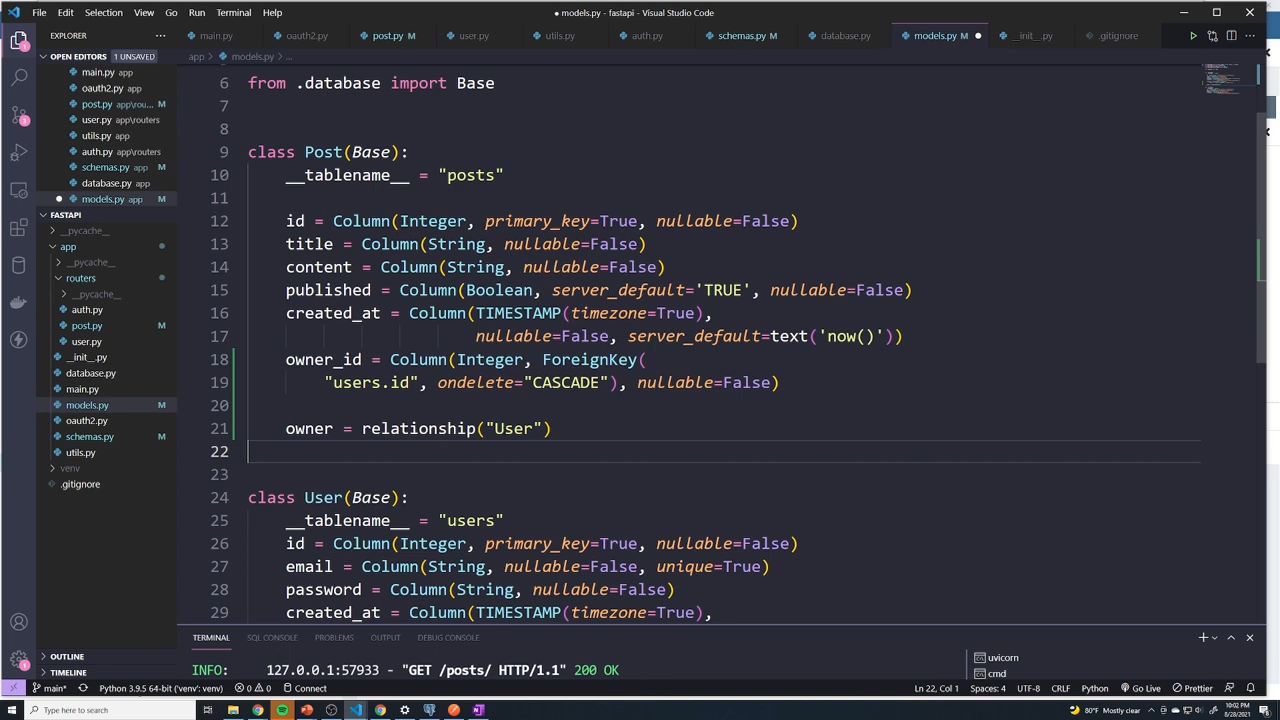 File Edit Selection View Go Run Terminal Help
● models.py - fastapi - Visual Studio Code
EXPLORER
main.py oauth2.py post.py M user.py utils.py auth.py schemas.py M database.py models.py M __init__.py .gitignore
OPEN EDITORS 1 UNSAVED
app > models.py > ...
main.py app
oauth2.py app
post.py app\rou... M
user.py app\routers
utils.py app
auth.py app\routers
schemas.py app M
database.py app
models.py app M
FASTAPI
__pycache__
app
__pycache__
routers
__pycache__
auth.py
post.py M
user.py
__init__.py
database.py
main.py
models.py M
oauth2.py
schemas.py M
utils.py
venv
.gitignore
OUTLINE
TIMELINE
6 from .database import Base
7
8
9 class Post(Base):
10 __tablename__ = "posts"
11
12 id = Column(Integer, primary_key=True, nullable=False)
13 title = Column(String, nullable=False)
14 content = Column(String, nullable=False)
15 published = Column(Boolean, server_default='TRUE', nullable=False)
16 created_at = Column(TIMESTAMP(timezone=True),
17 nullable=False, server_default=text('now()'))
18 owner_id = Column(Integer, ForeignKey(
19 "users.id", ondelete="CASCADE"), nullable=False)
20
21 owner = relationship("User")
22
23
24 class User(Base):
25 __tablename__ = "users"
26 id = Column(Integer, primary_key=True, nullable=False)
27 email = Column(String, nullable=False, unique=True)
28 password = Column(String, nullable=False)
29 created_at = Column(TIMESTAMP(timezone=True),
TERMINAL SQL CONSOLE PROBLEMS OUTPUT DEBUG CONSOLE
INFO: 127.0.0.1:57933 - "GET /posts/ HTTP/1.1" 200 OK
uvicorn
cmd
main* Python 3.9.5 64-bit ('venv': venv) 0 0 Connect
Ln 22, Col 1 Spaces: 4 UTF-8 CRLF Python Go Live Prettier
Type here to search
80°F Mostly clear
10:02 PM
8/28/2021